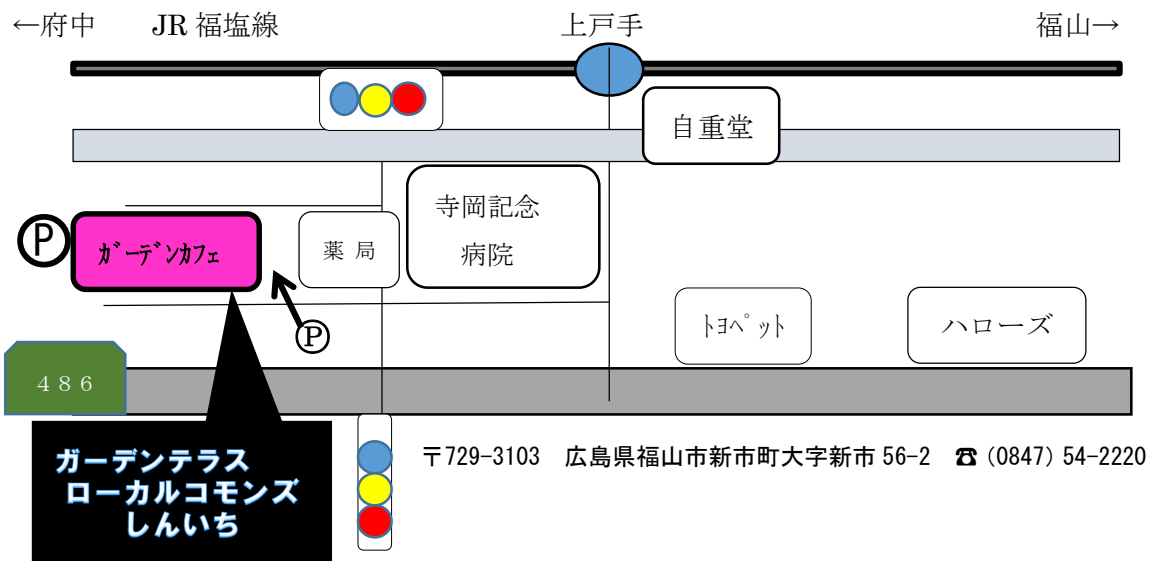 ←府中 JR 福塩線 上戸手 福山→
自重堂
寺岡記念
病院
Ⓟ
ｶﾞｰﾃﾞﾝｶﾌｪ
薬 局
Ⓟ
ﾄﾖﾍﾟｯﾄ
ハローズ
４８６
ガーデンテラス
ローカルコモンズ
しんいち
〒729-3103 広島県福山市新市町大字新市 56-2 ☎ (0847) 54-2220